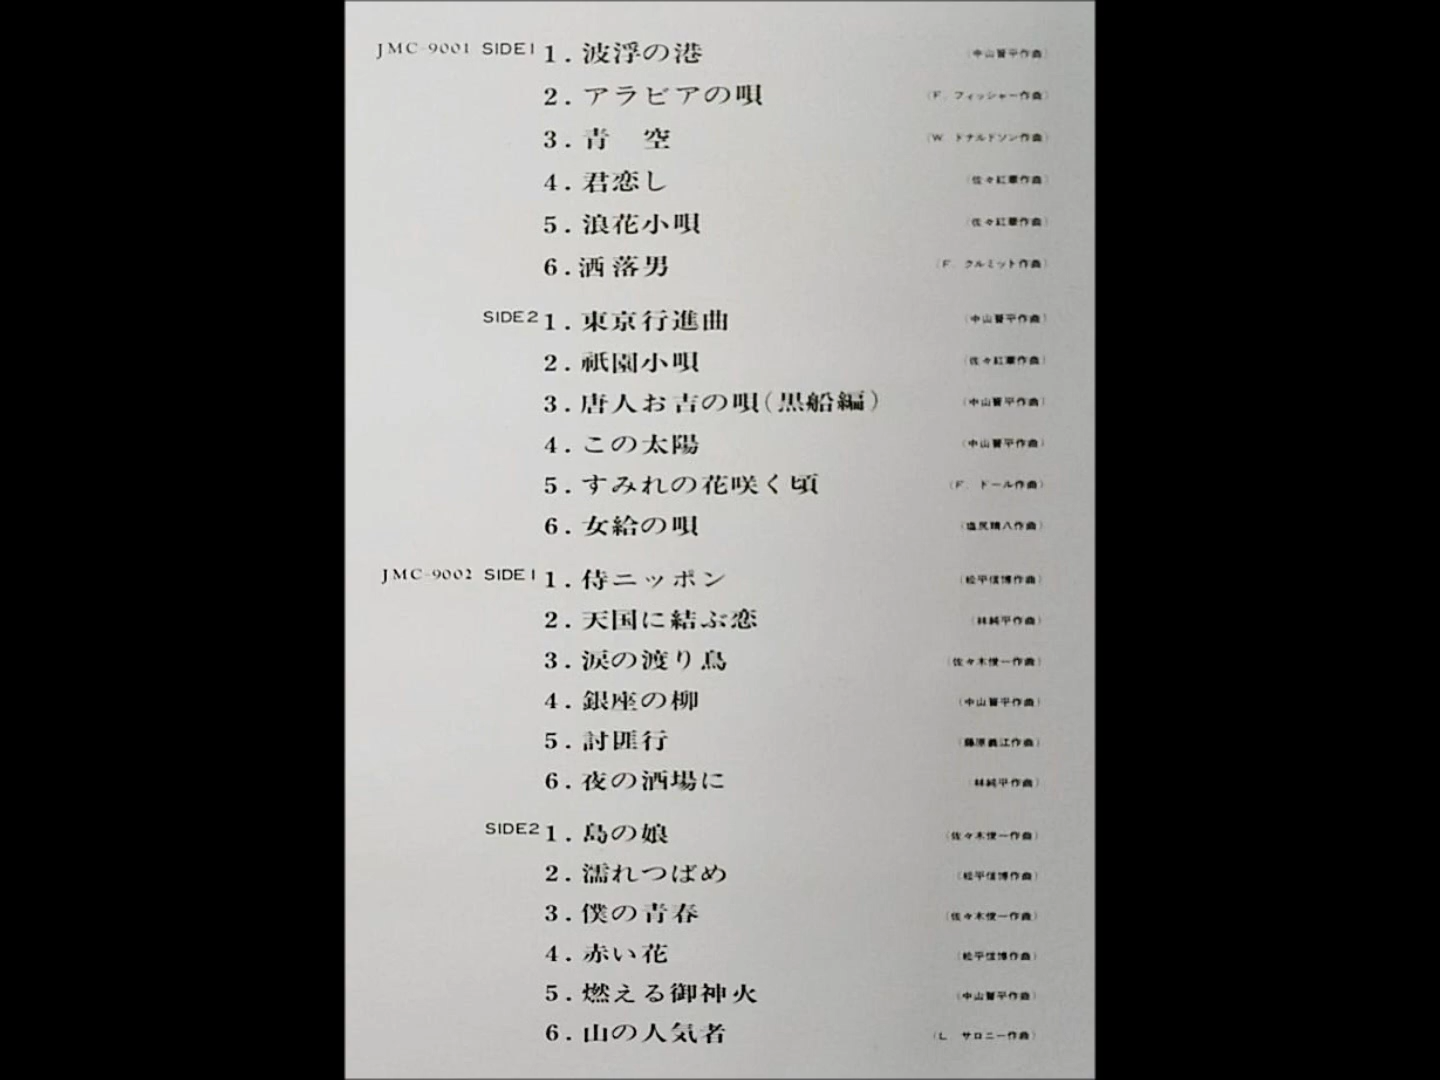 JMC-9001 SIDE1 1.波浮の港 (中山晋平作曲)
2.アラビアの唄 (F.フィッシャー作曲)
3.青 空 (W.ドナルドソン作曲)
4.君恋し (佐々紅華作曲)
5.浪花小唄 (佐々紅華作曲)
6.洒落男 (F.クルミット作曲)
SIDE2 1.東京行進曲 (中山晋平作曲)
2.祇園小唄 (佐々紅華作曲)
3.唐人お吉の唄(黒船編) (中山晋平作曲)
4.この太陽 (中山晋平作曲)
5.すみれの花咲く頃 (F.ドール作曲)
6.女給の唄 (塩尻精八作曲)
JMC-9002 SIDE1 1.侍ニッポン (松平信博作曲)
2.天国に結ぶ恋 (林純平作曲)
3.涙の渡り鳥 (佐々木俊一作曲)
4.銀座の柳 (中山晋平作曲)
5.討匪行 (藤原義江作曲)
6.夜の酒場に (林純平作曲)
SIDE2 1.島の娘 (佐々木俊一作曲)
2.濡れつばめ (松平信博作曲)
3.僕の青春 (佐々木俊一作曲)
4.赤い花 (松平信博作曲)
5.燃える御神火 (中山晋平作曲)
6.山の人気者 (L.サロニー作曲)